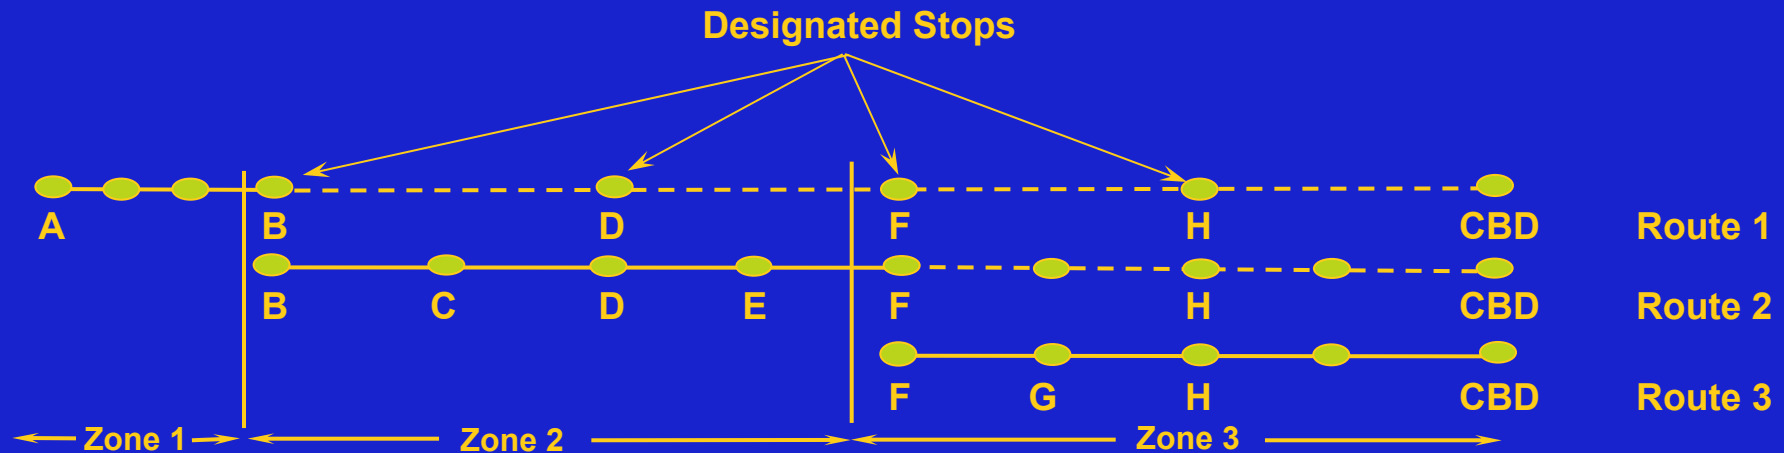 Designated Stops
A B D F H CBD Route 1
B C D E F H CBD Route 2
F G H CBD Route 3
Zone 1 Zone 2 Zone 3